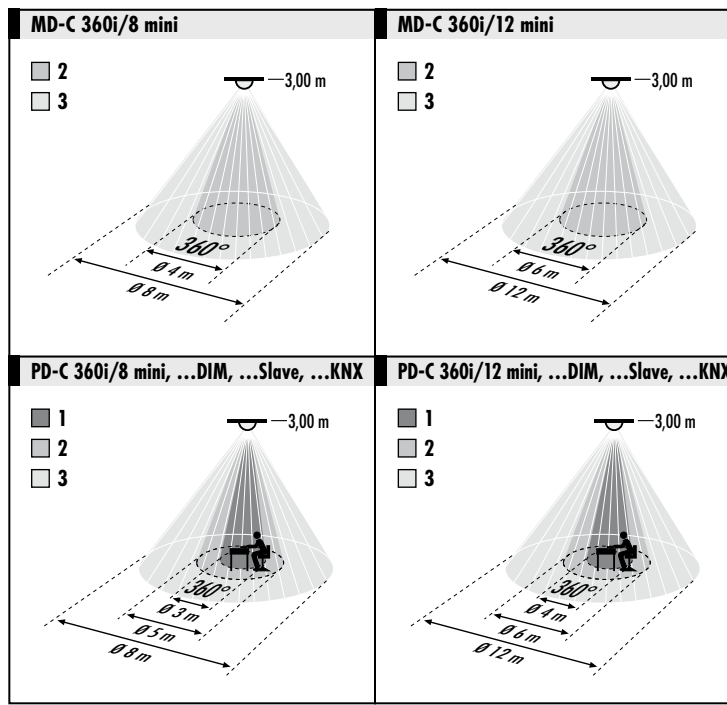 MD-C 360i/8 mini
2
3
3,00 m
360°
Ø 4 m
Ø 8 m
MD-C 360i/12 mini
2
3
3,00 m
360°
Ø 6 m
Ø 12 m
PD-C 360i/8 mini, ...DIM, ...Slave, ...KNX
1
2
3
3,00 m
360°
Ø 3 m
Ø 5 m
Ø 8 m
PD-C 360i/12 mini, ...DIM, ...Slave, ...KNX
1
2
3
3,00 m
360°
Ø 4 m
Ø 6 m
Ø 12 m